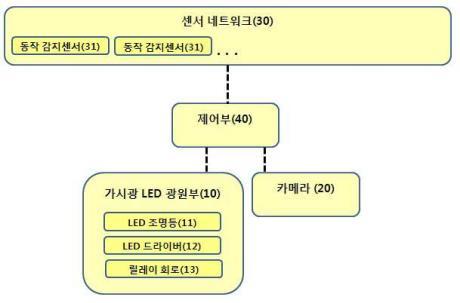 센서 네트워크(30)
동작 감지센서(31) 동작 감지센서(31) . . .
제어부(40)
가시광 LED 광원부(10) 카메라 (20)
LED 조명등(11)
LED 드라이버(12)
릴레이 회로(13)